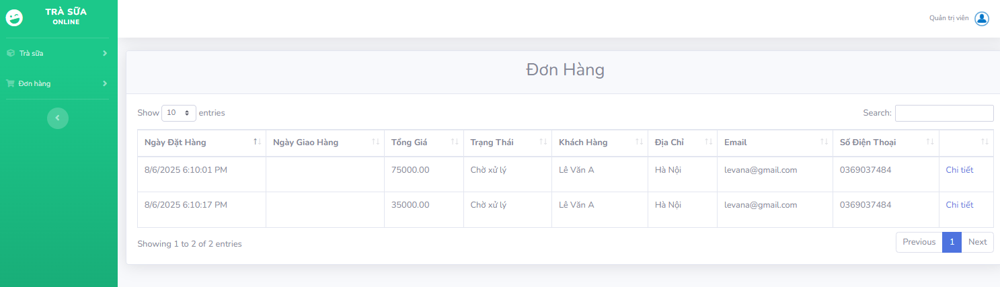 TRÀ SỮA
ONLINE
Quản trị viên
Trà sữa
Đơn hàng
Đơn Hàng
Show 10 entries
Search:
Ngày Đặt Hàng Ngày Giao Hàng Tổng Giá Trạng Thái Khách Hàng Địa Chỉ Email Số Điện Thoại
8/6/2025 6:10:01 PM 75000.00 Chờ xử lý Lê Văn A Hà Nội levana@gmail.com 0369037484 Chi tiết
8/6/2025 6:10:17 PM 35000.00 Chờ xử lý Lê Văn A Hà Nội levana@gmail.com 0369037484 Chi tiết
Showing 1 to 2 of 2 entries
Previous 1 Next